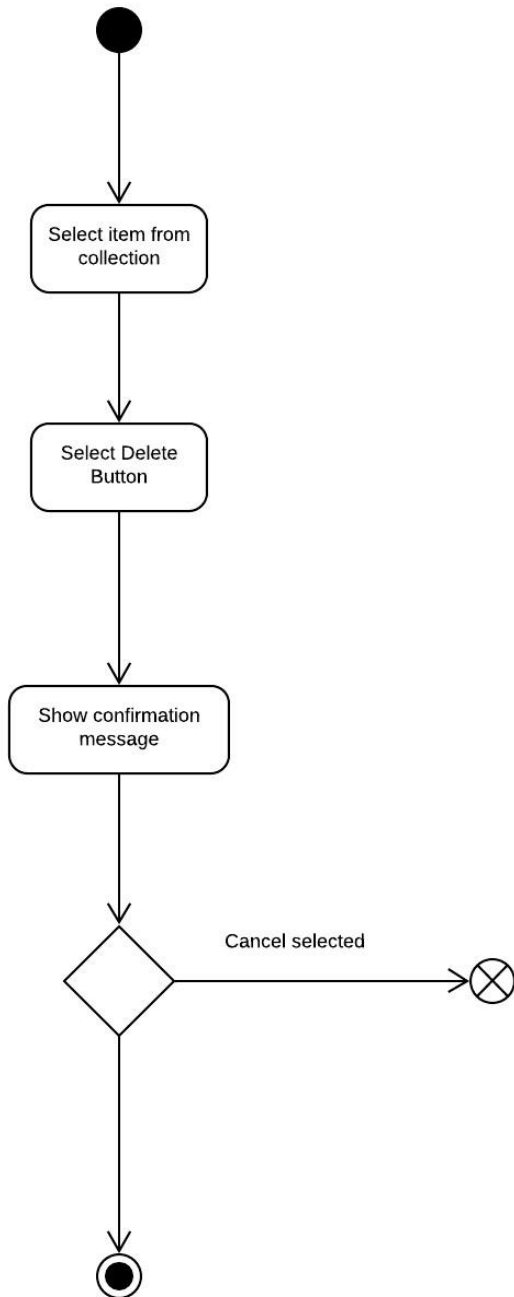 Select item from
collection
Select Delete
Button
Show confirmation
message
Cancel selected